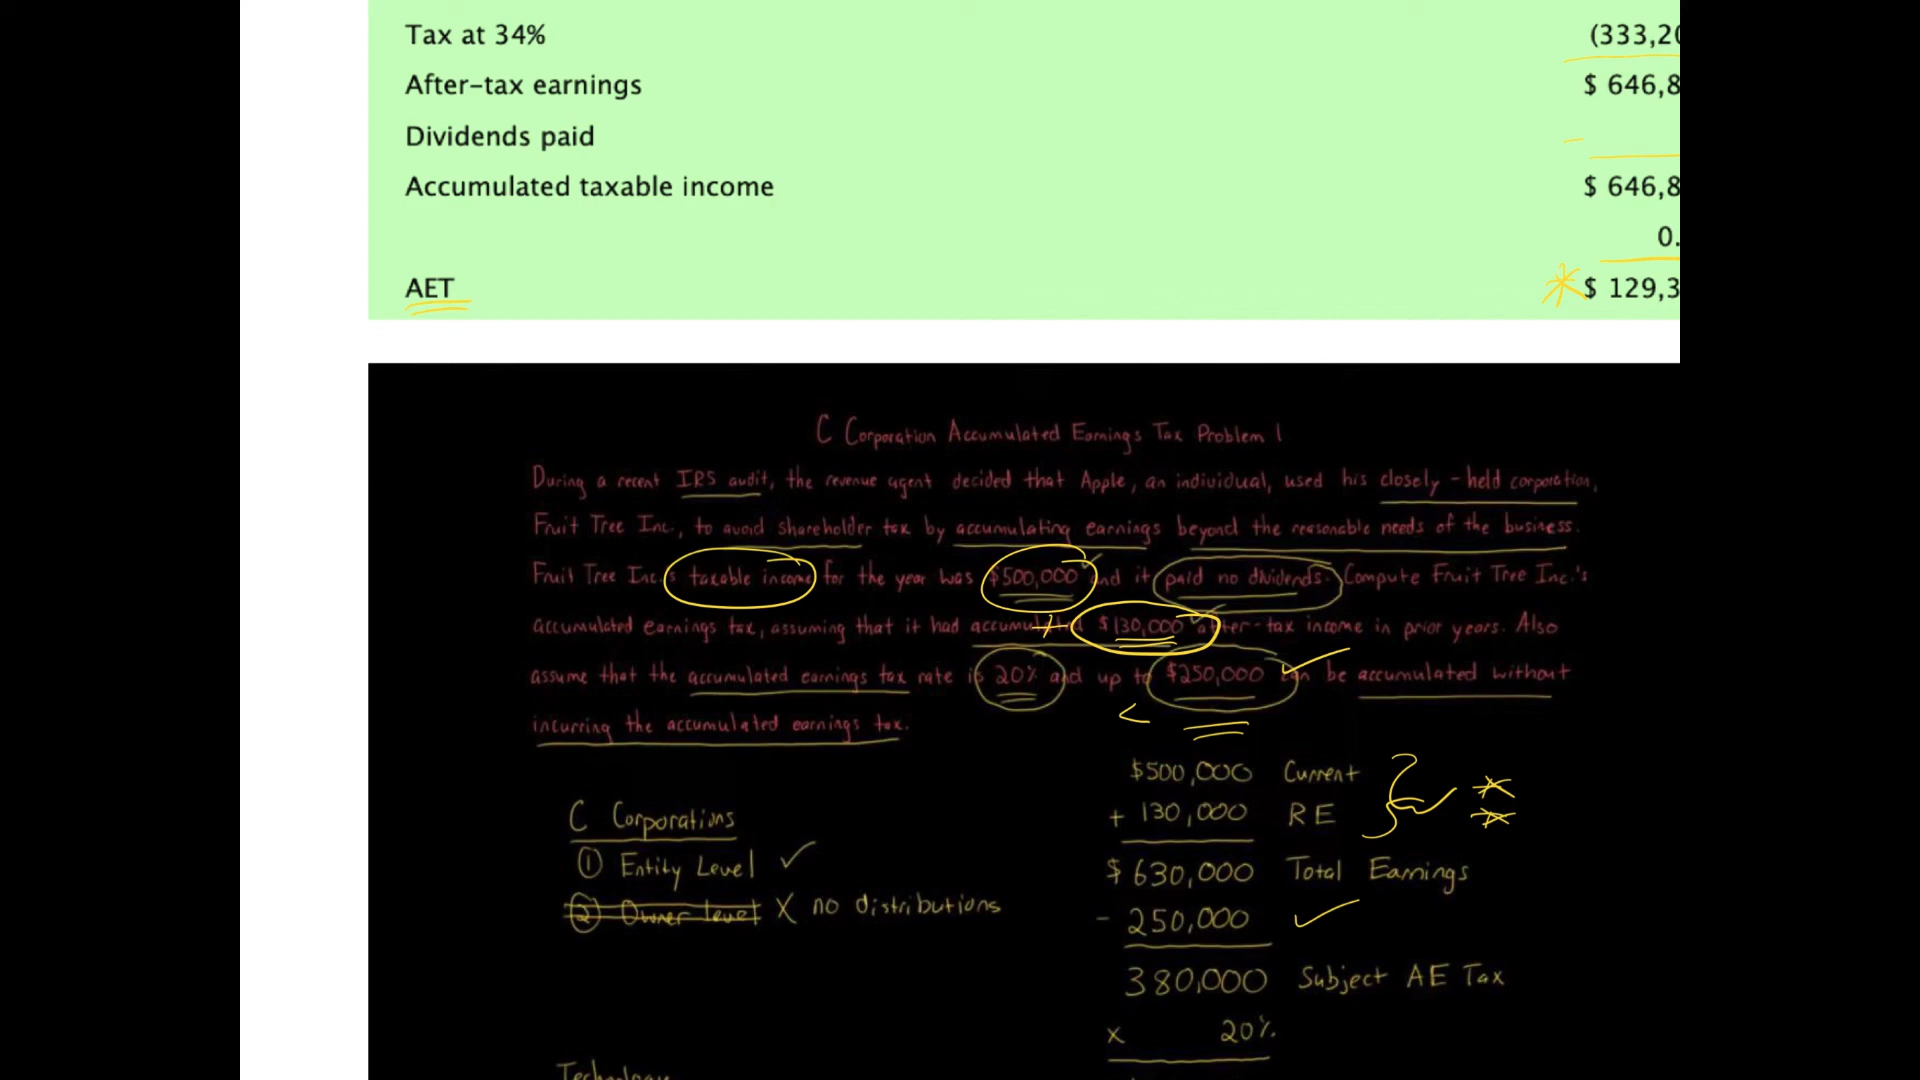 Tax at 34% (333,20
After-tax earnings $ 646,8
Dividends paid
Accumulated taxable income $ 646,8
0.
AET $ 129,3
C Corporation Accumulated Earnings Tax Problem 1
During a recent IRS audit, the revenue agent decided that Apple, an individual, used his closely-held corporation,
Fruit Tree Inc., to avoid shareholder tax by accumulating earnings beyond the reasonable needs of the business.
Fruit Tree Inc.'s taxable income for the year was $500,000 and it paid no dividends. Compute Fruit Tree Inc.'s
accumulated earnings tax, assuming that it had accumulated $130,000 after-tax income in prior years. Also
assume that the accumulated earnings tax rate is 20% and up to $250,000 can be accumulated without
incurring the accumulated earnings tax.
<
$500,000 Current
+ 130,000 RE
$ 630,000 Total Earnings
- 250,000
380,000 Subject AE Tax
x 20%
C Corporations
① Entity Level ✓
② Owner level X no distributions
Technology